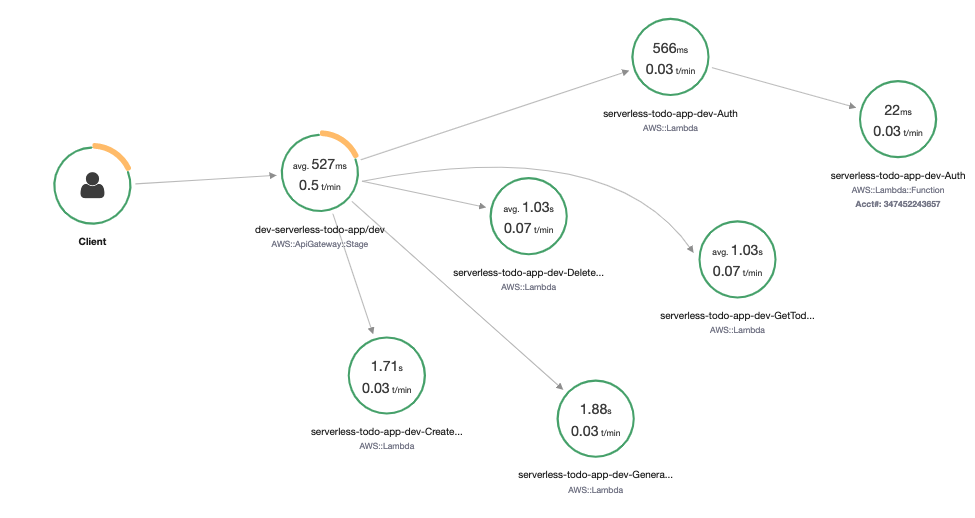 566ms
0.03 t/min
serverless-todo-app-dev-Auth
AWS::Lambda
22ms
0.03 t/min
serverless-todo-app-dev-Auth
AWS::Lambda::Function
Acct#: 347452243657
Client
avg. 527ms
0.5 t/min
dev-serverless-todo-app/dev
AWS::ApiGateway::Stage
avg. 1.03s
0.07 t/min
serverless-todo-app-dev-Delete...
AWS::Lambda
avg. 1.03s
0.07 t/min
serverless-todo-app-dev-GetTod...
AWS::Lambda
1.71s
0.03 t/min
serverless-todo-app-dev-Create...
AWS::Lambda
1.88s
0.03 t/min
serverless-todo-app-dev-Genera...
AWS::Lambda